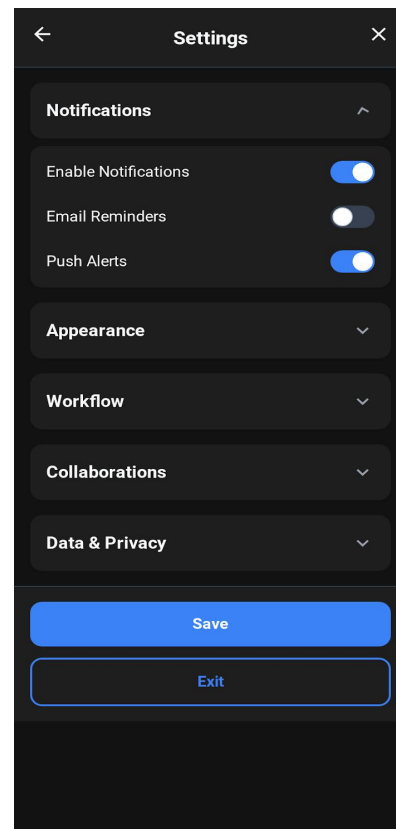 Settings
Notifications
Enable Notifications
Email Reminders
Push Alerts
Appearance
Workflow
Collaborations
Data & Privacy
Save
Exit